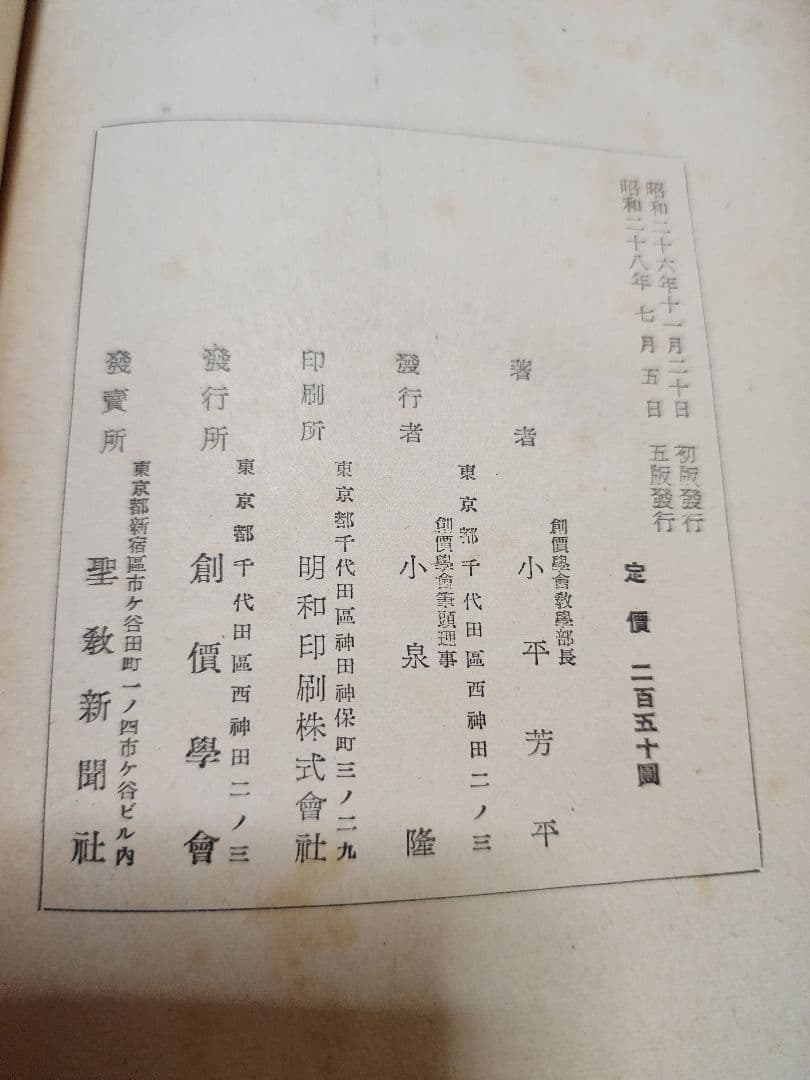 昭和二十六年十一月二十日 初版發行
昭和二十八年 七月 五日 五版發行
定價 二百五十圓
創價學會教學部長
著者 小平芳平
東京都千代田區西神田二ノ三
創價學會筆頭理事
發行者 小泉隆
東京都千代田區神田神保町三ノ二九
印刷所 明和印刷株式會社
東京都千代田區西神田二ノ三
發行所 創價學會
東京都新宿區市ケ谷田町一ノ四市ケ谷ビル內
發賣所 聖教新聞社